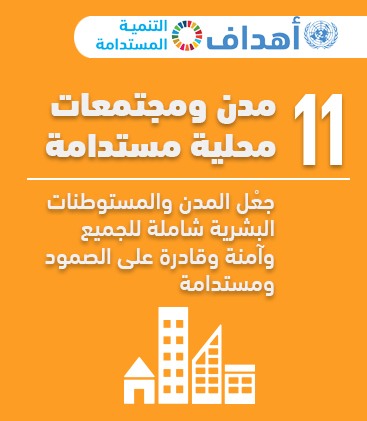 أهداف التنمية
المستدامة
11 مدن ومجتمعات
محلية مستدامة
جعْل المدن والمستوطنات
البشرية شاملة للجميع
وآمنة وقادرة على الصمود
ومستدامة